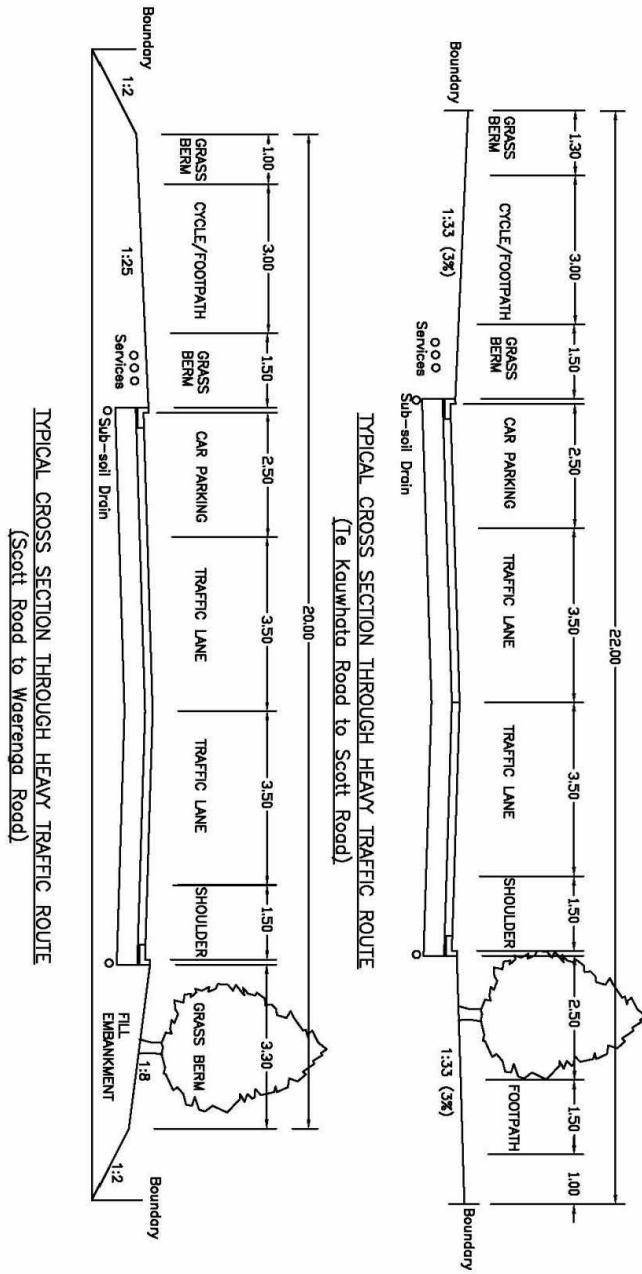 22.00
1.30
3.00
1.50
2.50
3.50
3.50
1.50
2.50
1.50
1.00
GRASS
BERM
CYCLE/FOOTPATH
GRASS
BERM
CAR PARKING
TRAFFIC LANE
TRAFFIC LANE
SHOULDER
FOOTPATH
Boundary
1:33 (3%)
Services
Sub-soil Drain
1:33 (3%)
Boundary
TYPICAL CROSS SECTION THROUGH HEAVY TRAFFIC ROUTE
(Te Kauwhata Road to Scott Road)
20.00
1.00
3.00
1.50
2.50
3.50
3.50
1.50
3.30
GRASS
BERM
CYCLE/FOOTPATH
GRASS
BERM
CAR PARKING
TRAFFIC LANE
TRAFFIC LANE
SHOULDER
GRASS BERM
Boundary
1:2
1:25
Services
Sub-soil Drain
FILL
EMBANKMENT
1:8
1:2
Boundary
TYPICAL CROSS SECTION THROUGH HEAVY TRAFFIC ROUTE
(Scott Road to Waerenga Road)